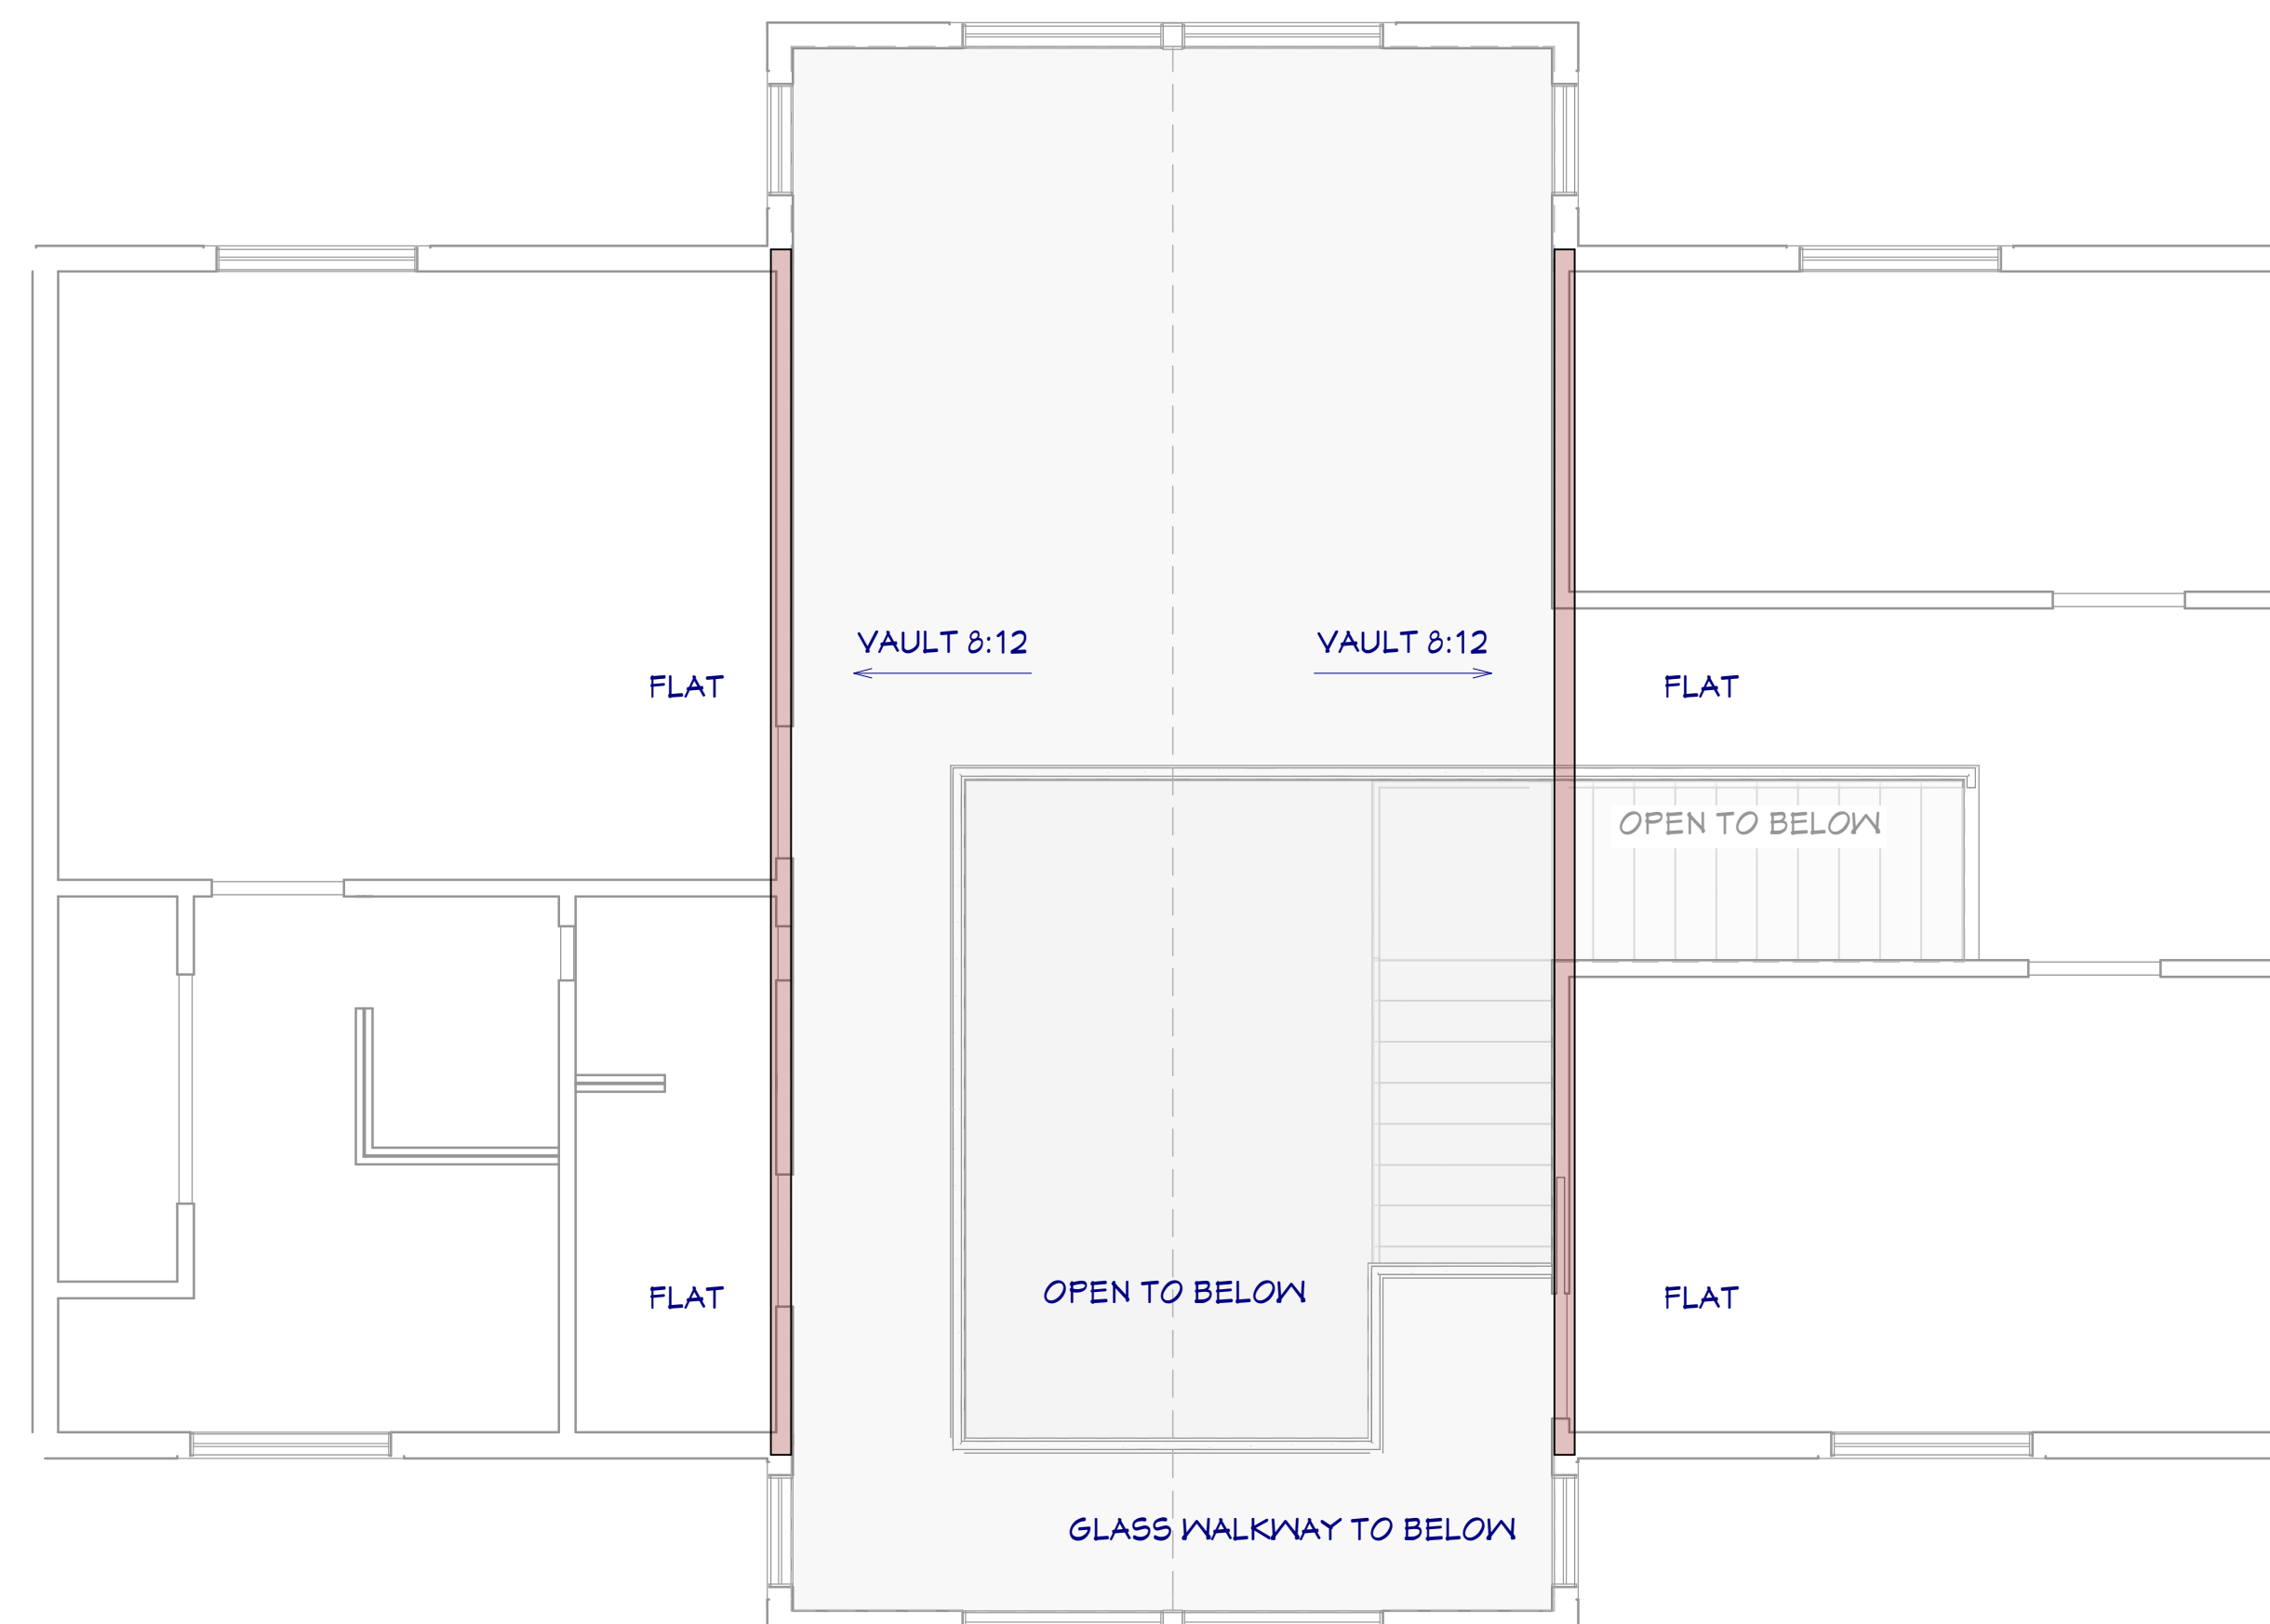 VAULT 8:12
VAULT 8:12
FLAT
FLAT
OPEN TO BELOW
FLAT
OPEN TO BELOW
FLAT
GLASS WALKWAY TO BELOW